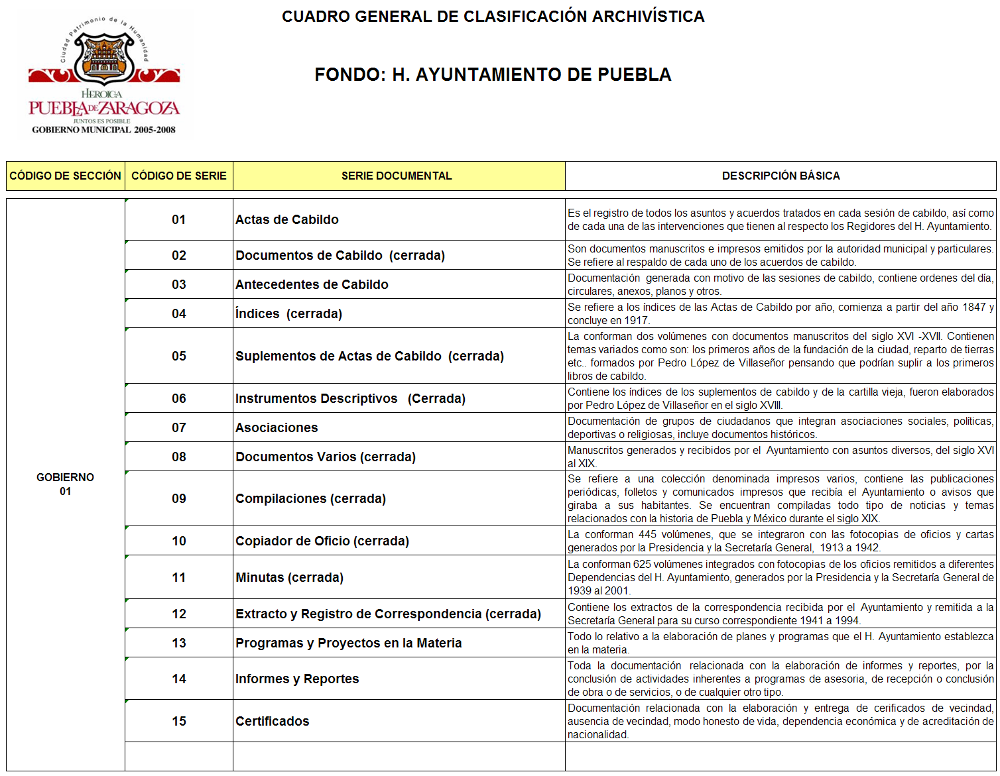 CUADRO GENERAL DE CLASIFICACIÓN ARCHIVÍSTICA
Ciudad Patrimonio de la Humanidad
FONDO: H. AYUNTAMIENTO DE PUEBLA
HEROICA
PUEBLA DE ZARAGOZA
JUNTOS ES POSIBLE
GOBIERNO MUNICIPAL 2005-2008
CÓDIGO DE SECCIÓN CÓDIGO DE SERIE SERIE DOCUMENTAL DESCRIPCIÓN BÁSICA
GOBIERNO
01
01 Actas de Cabildo
Es el registro de todos los asuntos y acuerdos tratados en cada sesión de cabildo, así como
de cada una de las intervenciones que tienen al respecto los Regidores del H. Ayuntamiento.
02 Documentos de Cabildo (cerrada)
Son documentos manuscritos e impresos emitidos por la autoridad municipal y particulares.
Se refiere al respaldo de cada uno de los acuerdos de cabildo.
03 Antecedentes de Cabildo
Documentación generada con motivo de las sesiones de cabildo, contiene ordenes del día,
circulares, anexos, planos y otros.
04 Índices (cerrada)
Se refiere a los índices de las Actas de Cabildo por año, comienza a partir del año 1847 y
concluye en 1917.
05 Suplementos de Actas de Cabildo (cerrada)
La conforman dos volúmenes con documentos manuscritos del siglo XVI -XVII. Contienen
temas variados como son: los primeros años de la fundación de la ciudad, reparto de tierras
etc.. formados por Pedro López de Villaseñor pensando que podrían suplir a los primeros
libros de cabildo.
06 Instrumentos Descriptivos (Cerrada)
Contiene los índices de los suplementos de cabildo y de la cartilla vieja, fueron elaborados
por Pedro López de Villaseñor en el siglo XVIII.
07 Asociaciones
Documentación de grupos de ciudadanos que integran asociaciones sociales, políticas,
deportivas o religiosas, incluye documentos históricos.
08 Documentos Varios (cerrada)
Manuscritos generados y recibidos por el Ayuntamiento con asuntos diversos, del siglo XVI
al XIX.
09 Compilaciones (cerrada)
Se refiere a una colección denominada impresos varios, contiene las publicaciones
periódicas, folletos y comunicados impresos que recibía el Ayuntamiento o avisos que
giraba a sus habitantes. Se encuentran compiladas todo tipo de noticias y temas
relacionados con la historia de Puebla y México durante el siglo XIX.
10 Copiador de Oficio (cerrada)
La conforman 445 volúmenes, que se integraron con las fotocopias de oficios y cartas
generados por la Presidencia y la Secretaría General, 1913 a 1942.
11 Minutas (cerrada)
La conforman 625 volúmenes integrados con fotocopias de los oficios remitidos a diferentes
Dependencias del H. Ayuntamiento, generados por la Presidencia y la Secretaría General de
1939 al 2001.
12 Extracto y Registro de Correspondencia (cerrada)
Contiene los extractos de la correspondencia recibida por el Ayuntamiento y remitida a la
Secretaría General para su curso correspondiente 1941 a 1994.
13 Programas y Proyectos en la Materia
Todo lo relativo a la elaboración de planes y programas que el H. Ayuntamiento establezca
en la materia.
14 Informes y Reportes
Toda la documentación relacionada con la elaboración de informes y reportes, por la
conclusión de actividades inherentes a programas de asesoria, de recepción o conclusión
de obra o de servicios, o de cualquier otro tipo.
15 Certificados
Documentación relacionada con la elaboración y entrega de cerificados de vecindad,
ausencia de vecindad, modo honesto de vida, dependencia económica y de acreditación de
nacionalidad.